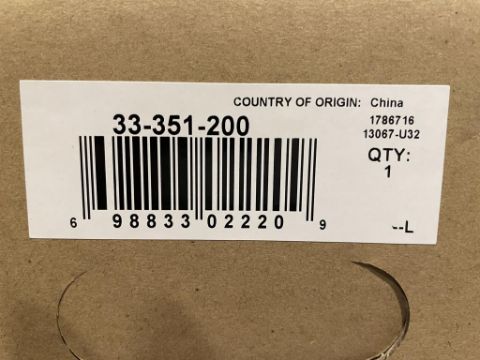 COUNTRY OF ORIGIN: China
33-351-200
1786716
13067-U32
QTY:
1
6 98833 02220 9
--L